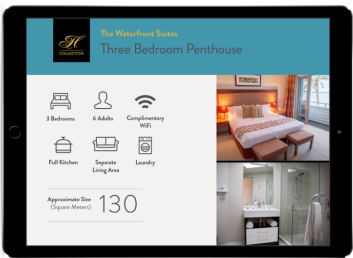 H
COLLECTION
The Waterfront Suites
Three Bedroom Penthouse
3 Bedrooms
6 Adults
Complimentary
WiFi
Full Kitchen
Separate
Living Area
Laundry
Approximate Size
(Square Meters)
130